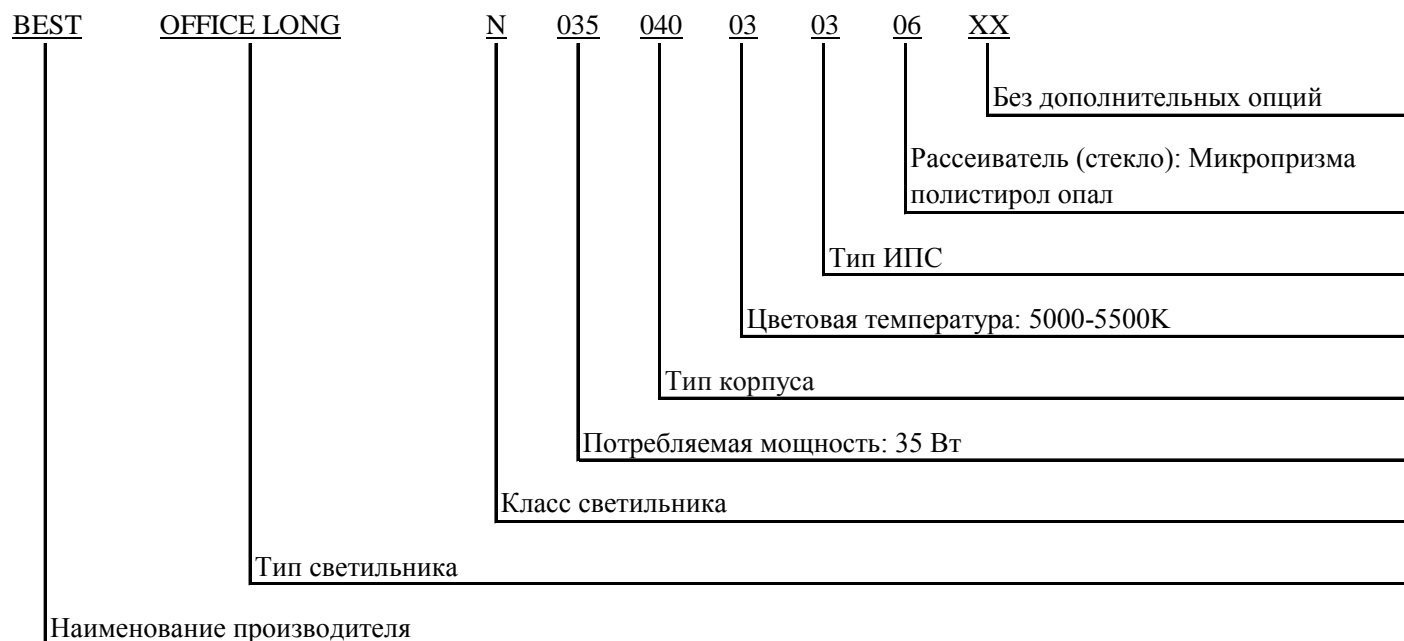 BEST OFFICE LONG N 035 040 03 03 06 XX
Без дополнительных опций
Рассеиватель (стекло): Микропризма
полистирол опал
Тип ИПС
Цветовая температура: 5000-5500К
Тип корпуса
Потребляемая мощность: 35 Вт
Класс светильника
Тип светильника
Наименование производителя